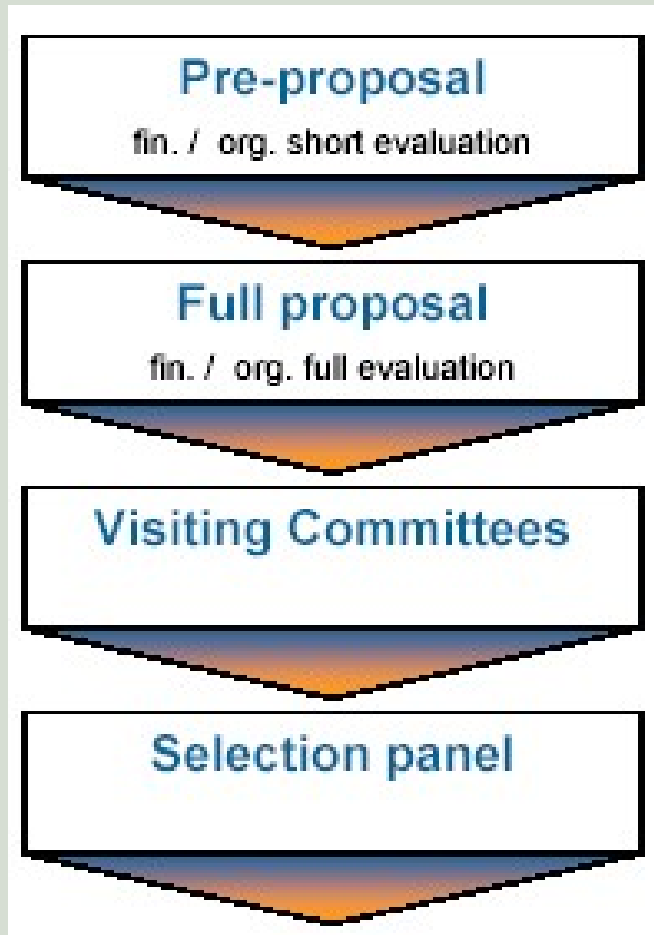 Pre-proposal
fin. / org. short evaluation
Full proposal
fin. / org. full evaluation
Visiting Committees
Selection panel